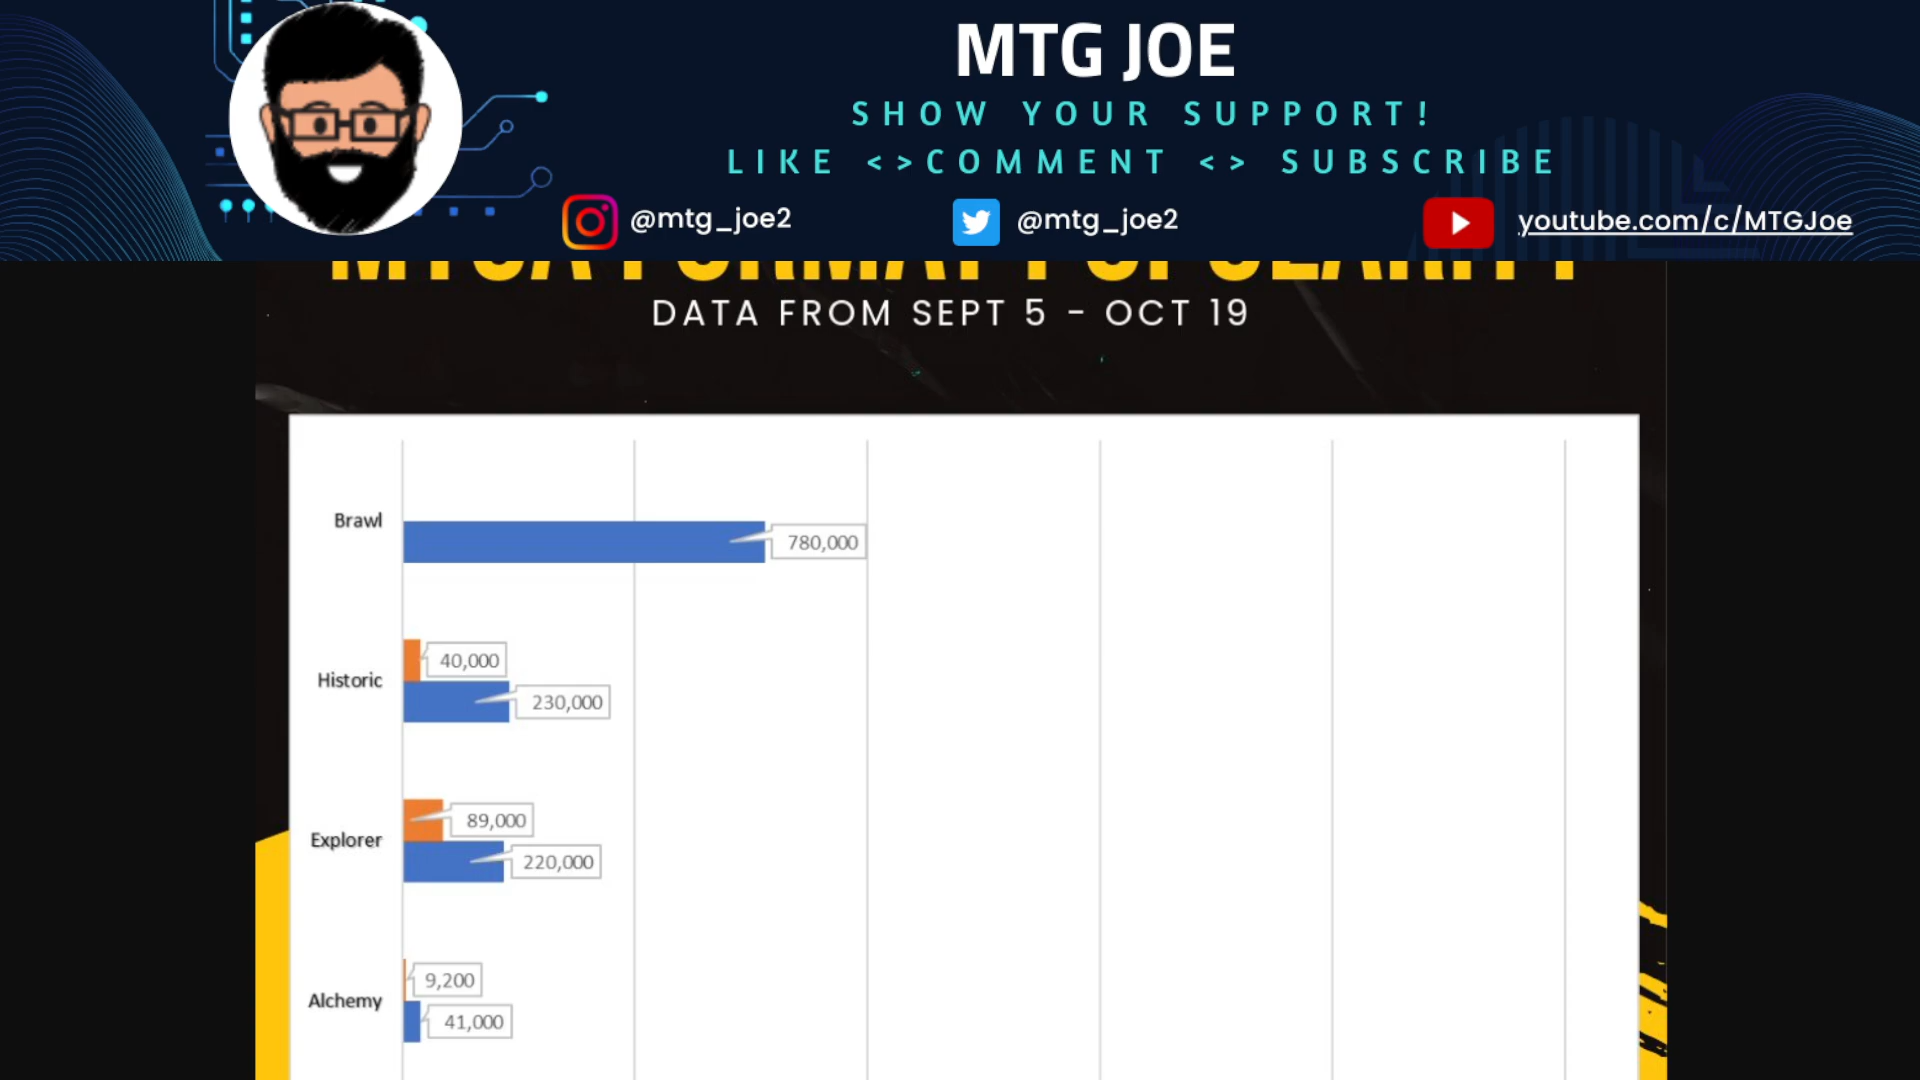 MTG JOE
SHOW YOUR SUPPORT!
LIKE <>COMMENT <> SUBSCRIBE
@mtg_joe2
@mtg_joe2
youtube.com/c/MTGJoe
DATA FROM SEPT 5 - OCT 19
Brawl
780,000
40,000
Historic
230,000
89,000
Explorer
220,000
9,200
Alchemy
41,000